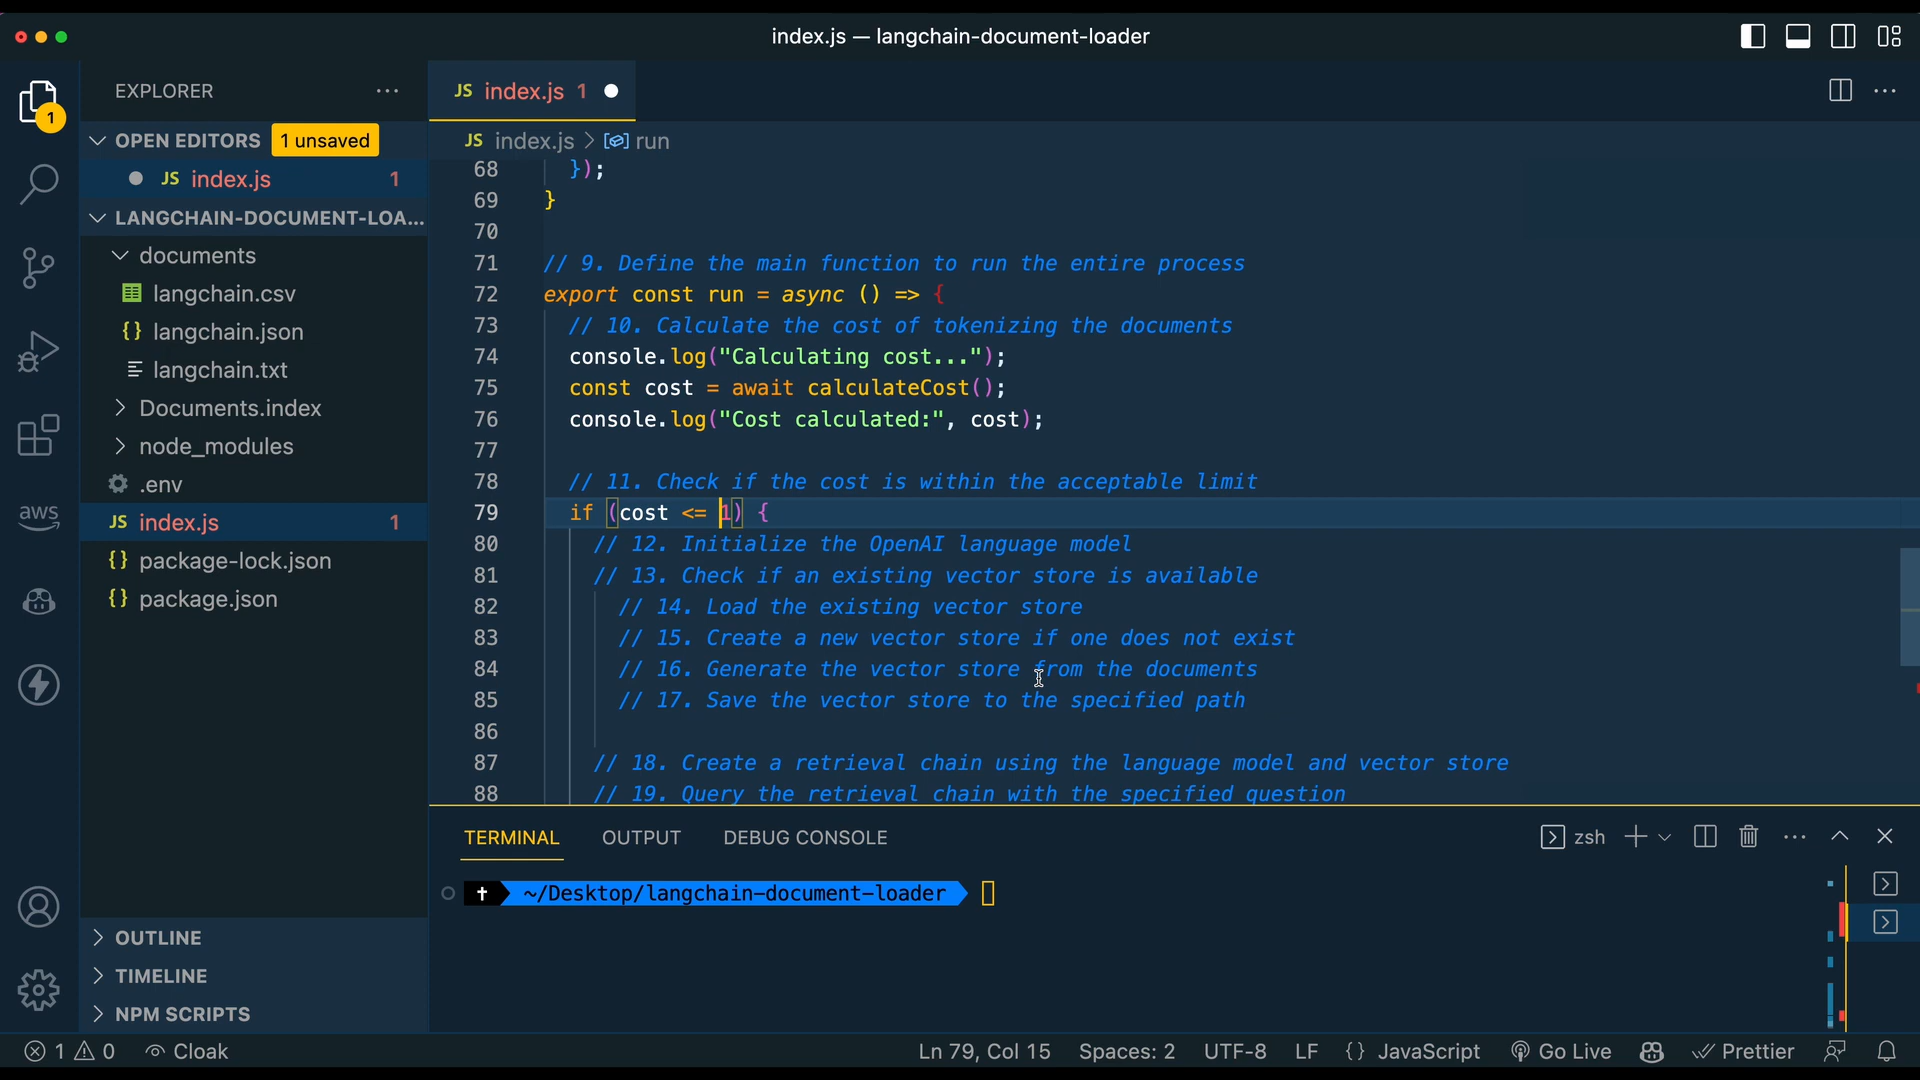 index.js — langchain-document-loader
EXPLORER
OPEN EDITORS 1 unsaved
JS index.js 1
LANGCHAIN-DOCUMENT-LOA...
documents
langchain.csv
{} langchain.json
langchain.txt
Documents.index
node_modules
.env
JS index.js 1
{} package-lock.json
{} package.json
OUTLINE
TIMELINE
NPM SCRIPTS
1
aws
JS index.js 1
JS index.js > run
68 });
69 }
70
71 // 9. Define the main function to run the entire process
72 export const run = async () => {
73 // 10. Calculate the cost of tokenizing the documents
74 console.log("Calculating cost...");
75 const cost = await calculateCost();
76 console.log("Cost calculated:", cost);
77
78 // 11. Check if the cost is within the acceptable limit
79 if (cost <= 1) {
80 // 12. Initialize the OpenAI language model
81 // 13. Check if an existing vector store is available
82 // 14. Load the existing vector store
83 // 15. Create a new vector store if one does not exist
84 // 16. Generate the vector store from the documents
85 // 17. Save the vector store to the specified path
86
87 // 18. Create a retrieval chain using the language model and vector store
88 // 19. Query the retrieval chain with the specified question
TERMINAL OUTPUT DEBUG CONSOLE zsh
~/Desktop/langchain-document-loader
1 0 Cloak Ln 79, Col 15 Spaces: 2 UTF-8 LF {} JavaScript Go Live Prettier